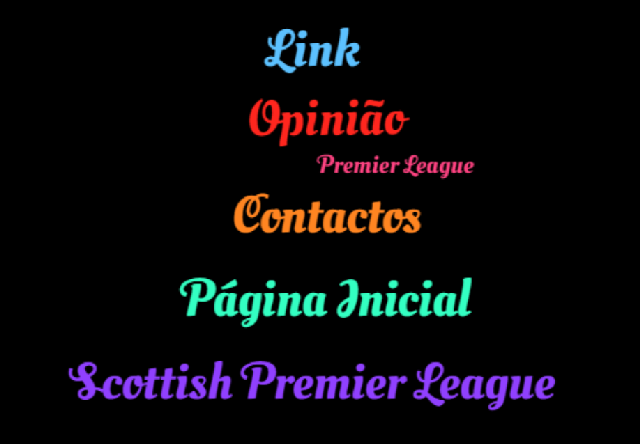 Link
Opinião
Premier League
Contactos
Página Inicial
Scottish Premier League